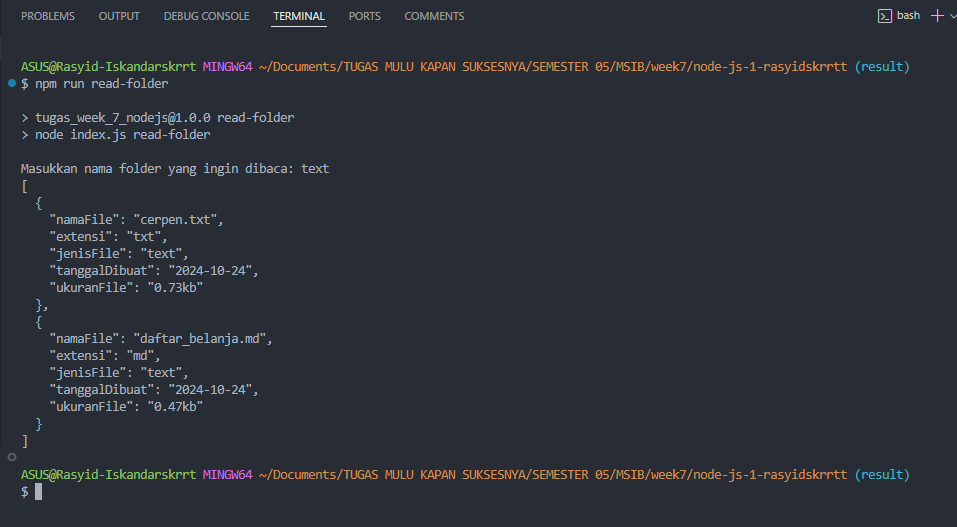 PROBLEMS OUTPUT DEBUG CONSOLE TERMINAL PORTS COMMENTS bash
ASUS@Rasyid-Iskandarskrrt MINGW64 ~/Documents/TUGAS MULU KAPAN SUKSESNYA/SEMESTER 05/MSIB/week7/node-js-1-rasyidskrrtt (result)
$ npm run read-folder
> tugas_week_7_nodejs@1.0.0 read-folder
> node index.js read-folder
Masukkan nama folder yang ingin dibaca: text
[
  {
    "namaFile": "cerpen.txt",
    "extensi": "txt",
    "jenisFile": "text",
    "tanggalDibuat": "2024-10-24",
    "ukuranFile": "0.73kb"
  },
  {
    "namaFile": "daftar_belanja.md",
    "extensi": "md",
    "jenisFile": "text",
    "tanggalDibuat": "2024-10-24",
    "ukuranFile": "0.47kb"
  }
]
ASUS@Rasyid-Iskandarskrrt MINGW64 ~/Documents/TUGAS MULU KAPAN SUKSESNYA/SEMESTER 05/MSIB/week7/node-js-1-rasyidskrrtt (result)
$